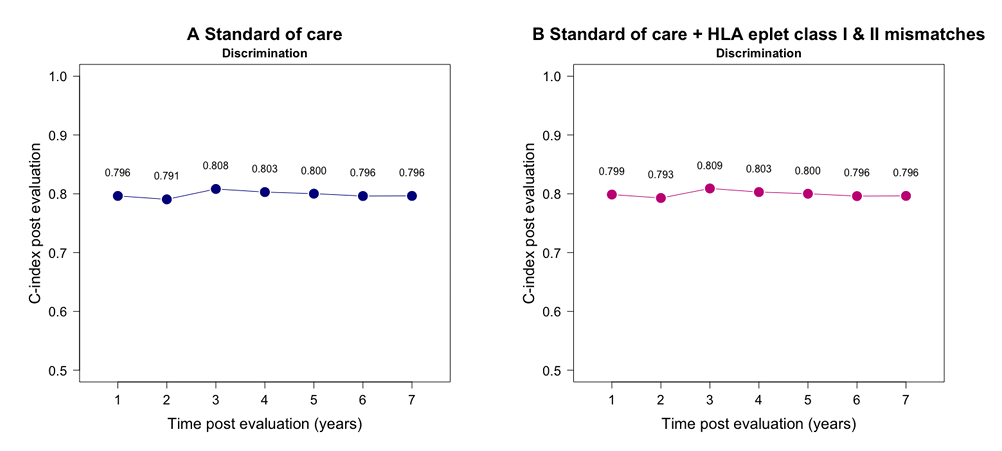 A Standard of care
Discrimination
C-index post evaluation
1.0
0.9
0.8
0.7
0.6
0.5
0.796
0.791
0.808
0.803
0.800
0.796
0.796
1 2 3 4 5 6 7
Time post evaluation (years)
B Standard of care + HLA eplet class I & II mismatches
Discrimination
C-index post evaluation
1.0
0.9
0.8
0.7
0.6
0.5
0.799
0.793
0.809
0.803
0.800
0.796
0.796
1 2 3 4 5 6 7
Time post evaluation (years)